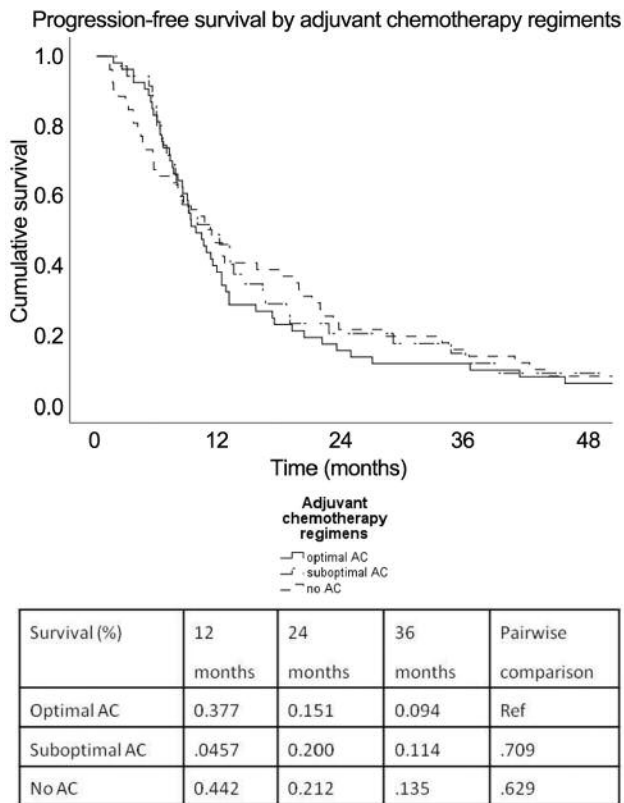 Progression-free survival by adjuvant chemotherapy regiments
1.0
0.8
0.6
0.4
0.2
0.0
Cumulative survival
0 12 24 36 48
Time (months)
Adjuvant
chemotherapy
regimens
optimal AC
suboptimal AC
no AC
Survival (%) 12 24 36 Pairwise
months months months comparison
Optimal AC 0.377 0.151 0.094 Ref
Suboptimal AC .0457 0.200 0.114 .709
No AC 0.442 0.212 .135 .629